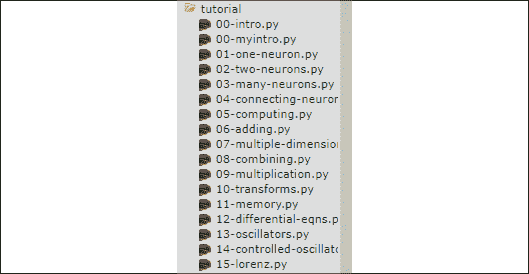 tutorial
00-intro.py
00-myintro.py
01-one-neuron.py
02-two-neurons.py
03-many-neurons.py
04-connecting-neuron
05-computing.py
06-adding.py
07-multiple-dimension
08-combining.py
09-multiplication.py
10-transforms.py
11-memory.py
12-differential-eqns.p
13-oscillators.py
14-controlled-oscillato
15-lorenz.py